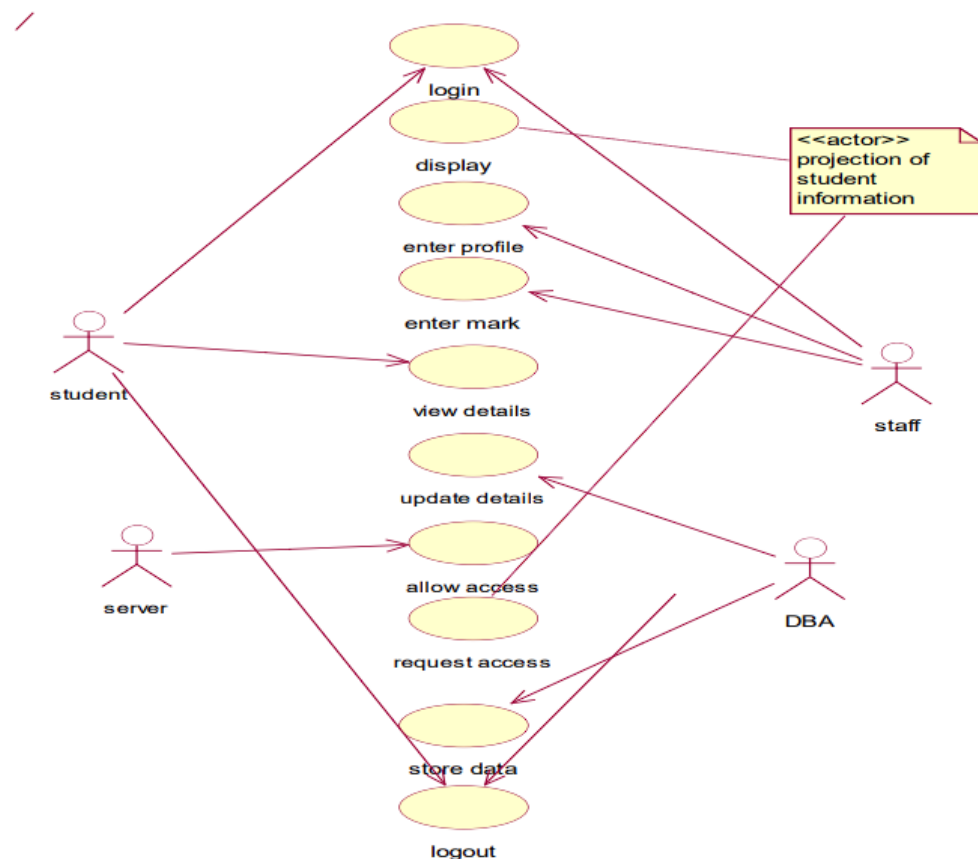 login
display
<<actor>>
projection of
student
information
enter profile
enter mark
student
view details
staff
update details
server
allow access
DBA
request access
store data
logout